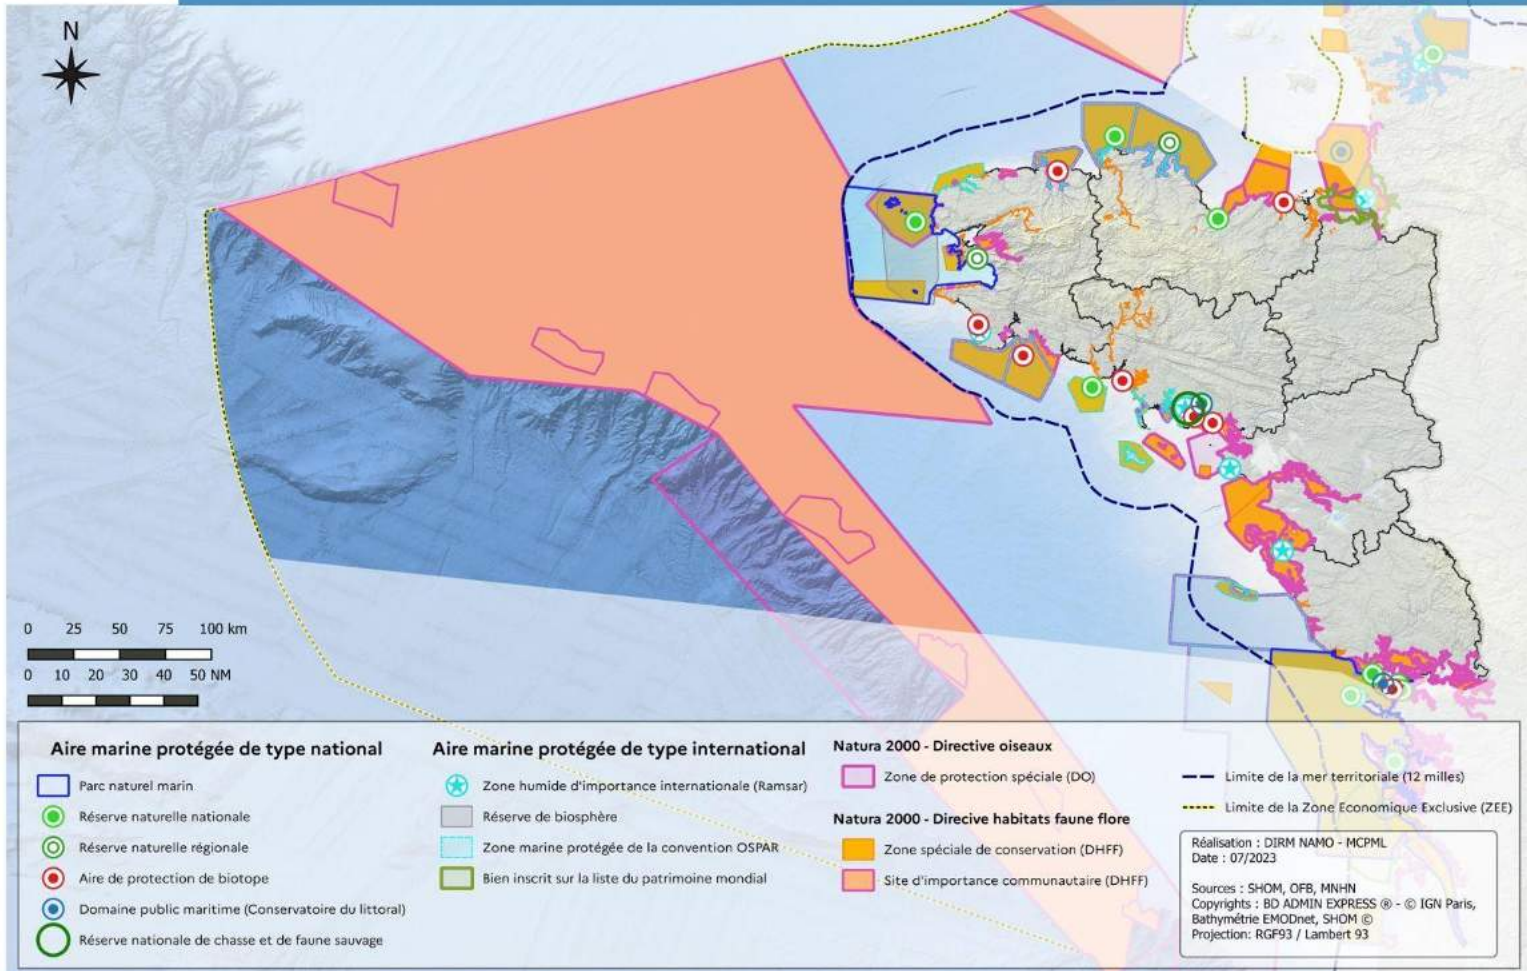 N
0 25 50 75 100 km
0 10 20 30 40 50 NM
Aire marine protégée de type national
Parc naturel marin
Réserve naturelle nationale
Réserve naturelle régionale
Aire de protection de biotope
Domaine public maritime (Conservatoire du littoral)
Réserve nationale de chasse et de faune sauvage
Aire marine protégée de type international
Zone humide d'importance internationale (Ramsar)
Réserve de biosphère
Zone marine protégée de la convention OSPAR
Bien inscrit sur la liste du patrimoine mondial
Natura 2000 - Directive oiseaux
Zone de protection spéciale (DO)
Natura 2000 - Direcive habitats faune flore
Zone spéciale de conservation (DHFF)
Site d'importance communautaire (DHFF)
Limite de la mer territoriale (12 milles)
Limite de la Zone Economique Exclusive (ZEE)
Réalisation : DIRM NAMO - MCPML
Date : 07/2023
Sources : SHOM, OFB, MNHN
Copyrights : BD ADMIN EXPRESS ® - © IGN Paris,
Bathymétrie EMODnet, SHOM ©
Projection: RGF93 / Lambert 93